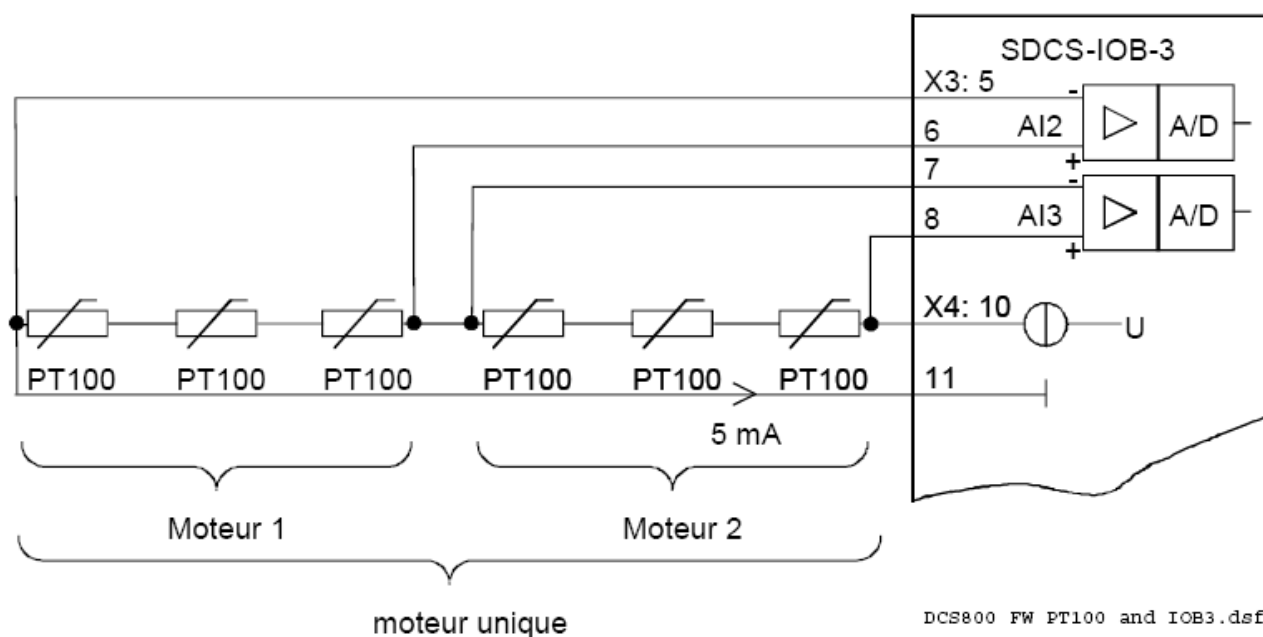 SDCS-IOB-3
X3: 5
-
6
AI2
A/D
+
7
-
8
AI3
A/D
+
X4: 10
U
PT100 PT100 PT100 PT100 PT100 PT100
11
5 mA
Moteur 1
Moteur 2
moteur unique
DCS800 FW PT100 and IOB3.dsf